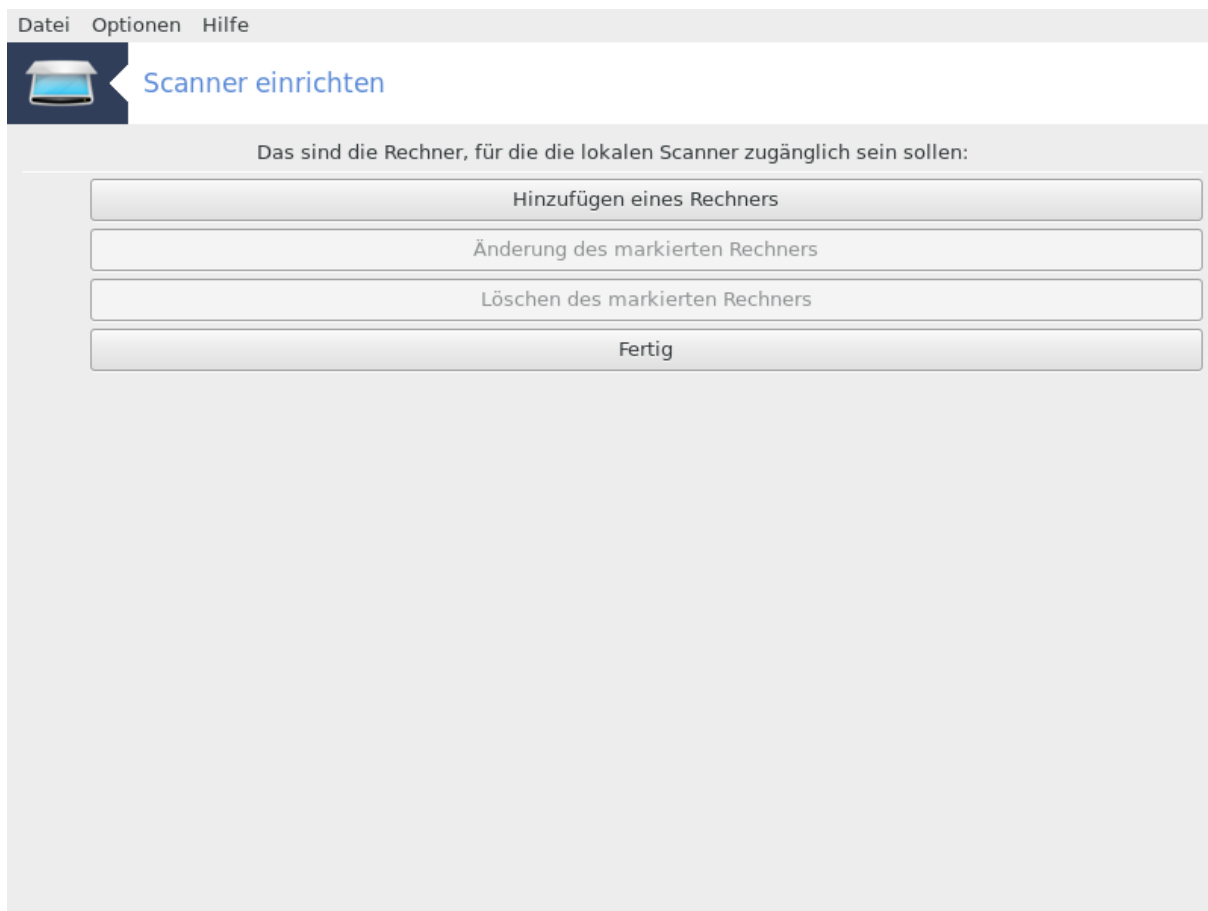 Datei Optionen Hilfe
Scanner einrichten
Das sind die Rechner, für die die lokalen Scanner zugänglich sein sollen:
Hinzufügen eines Rechners
Änderung des markierten Rechners
Löschen des markierten Rechners
Fertig